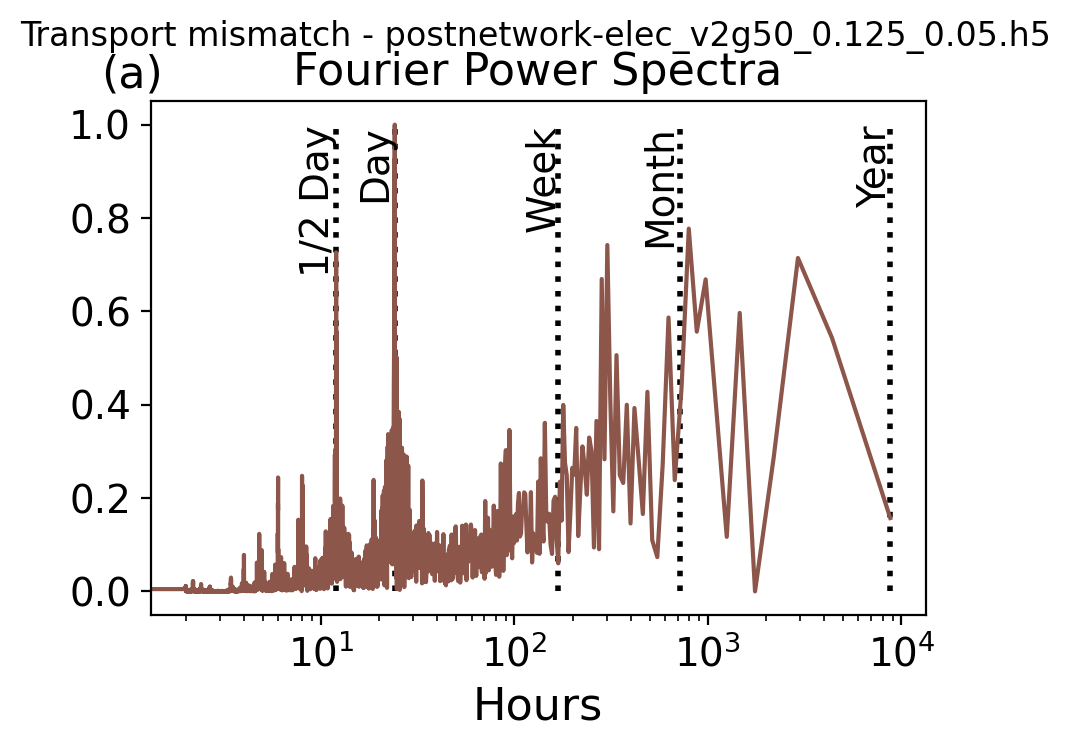 Transport mismatch - postnetwork-elec_v2g50_0.125_0.05.h5
(a)
Fourier Power Spectra
1.0
0.8
0.6
0.4
0.2
0.0
1/2 Day
Day
Week
Month
Year
10¹
10²
10³
10⁴
Hours